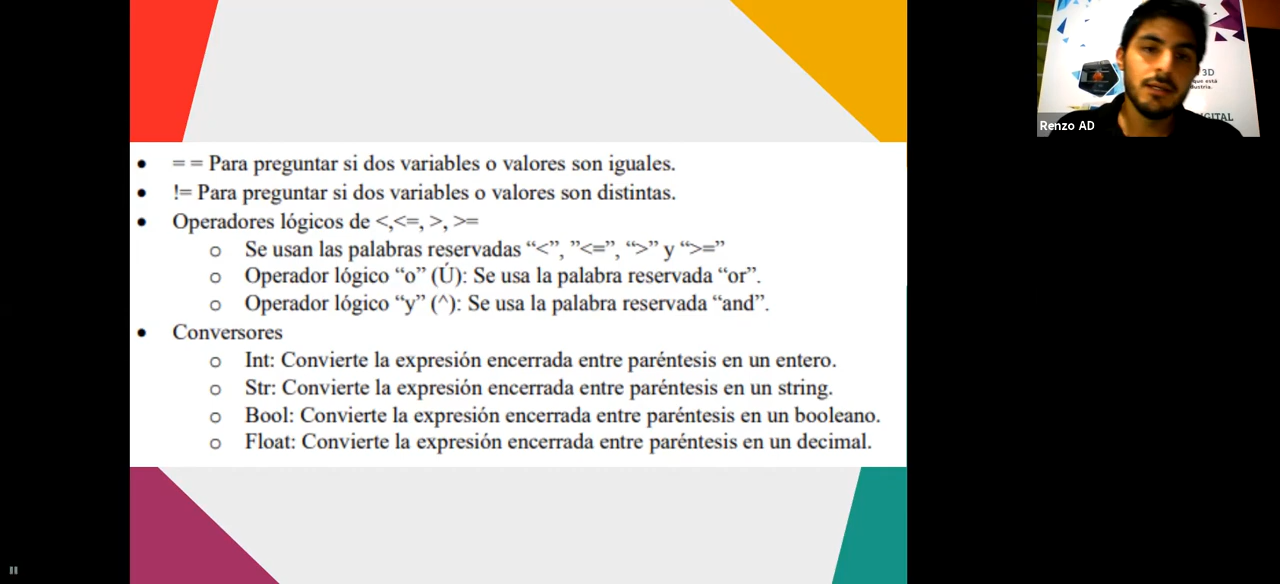 = = Para preguntar si dos variables o valores son iguales.
!= Para preguntar si dos variables o valores son distintas.
Operadores lógicos de <,<=, >, >=
Se usan las palabras reservadas “<”, ”<=”, “>” y “>=”
Operador lógico “o” (Ú): Se usa la palabra reservada “or”.
Operador lógico “y” (^): Se usa la palabra reservada “and”.
Conversores
Int: Convierte la expresión encerrada entre paréntesis en un entero.
Str: Convierte la expresión encerrada entre paréntesis en un string.
Bool: Convierte la expresión encerrada entre paréntesis en un booleano.
Float: Convierte la expresión encerrada entre paréntesis en un decimal.
3D
que está
Renzo AD